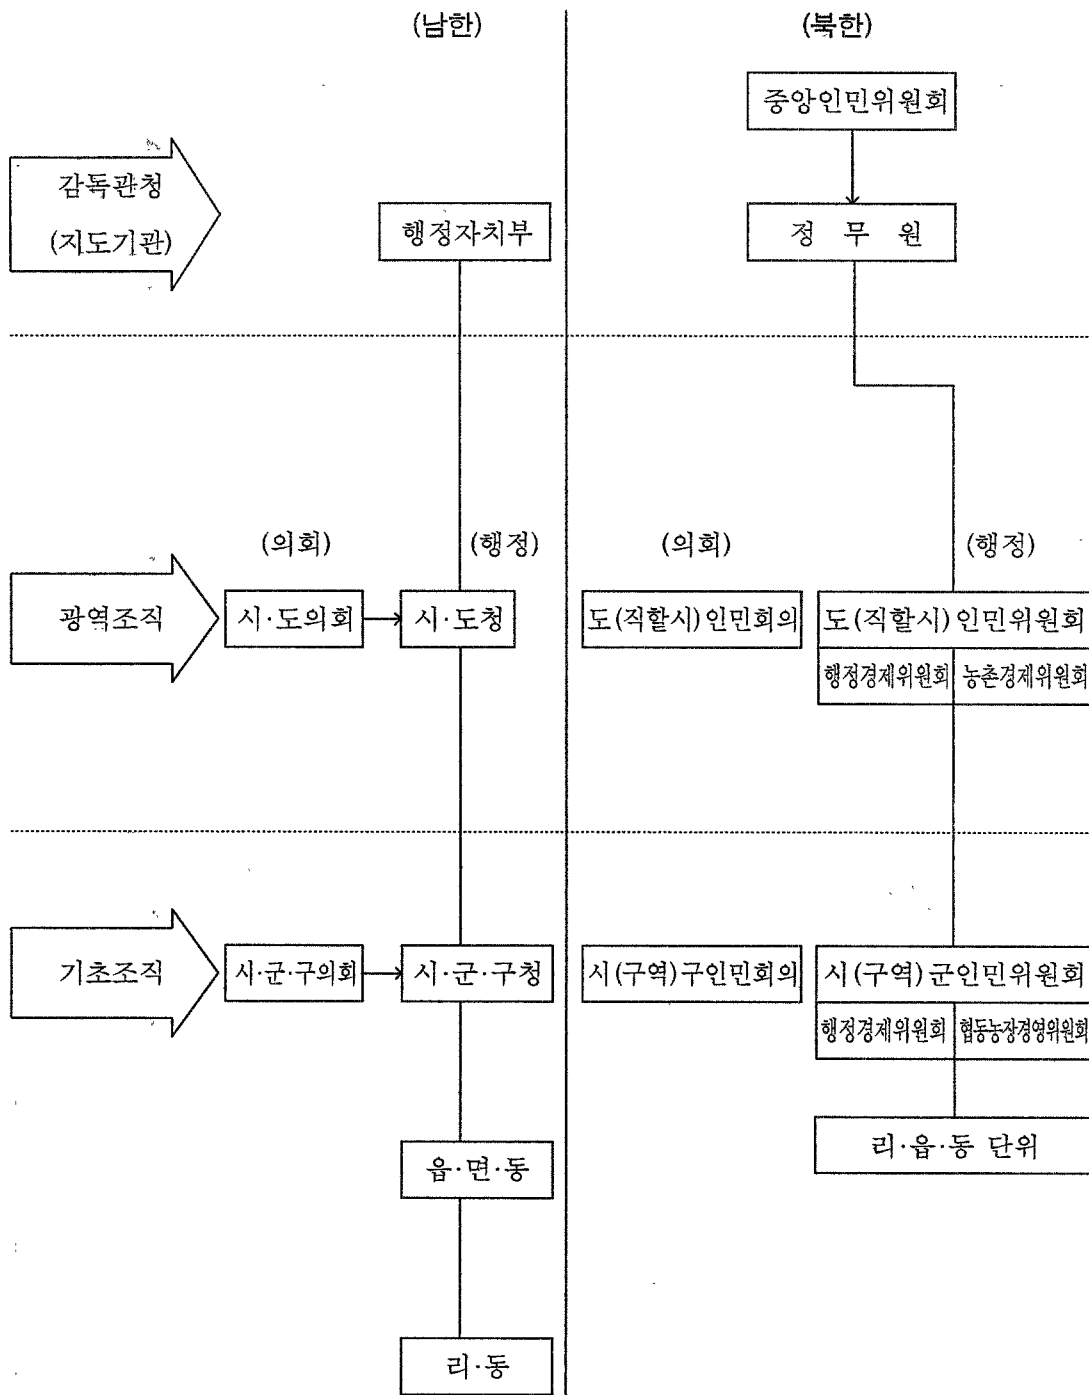 (남한)
(북한)
중앙인민위원회
감독관청
(지도기관)
행정자치부
정 무 원
(의회)
(행정)
(의회)
(행정)
광역조직
시·도의회
시·도청
도(직할시)인민회의
도(직할시)인민위원회
행정경제위원회
농촌경제위원회
기초조직
시·군·구의회
시·군·구청
시(구역)구인민회의
시(구역)군인민위원회
행정경제위원회
협동농장경영위원회
리·읍·동 단위
읍·면·동
리·동